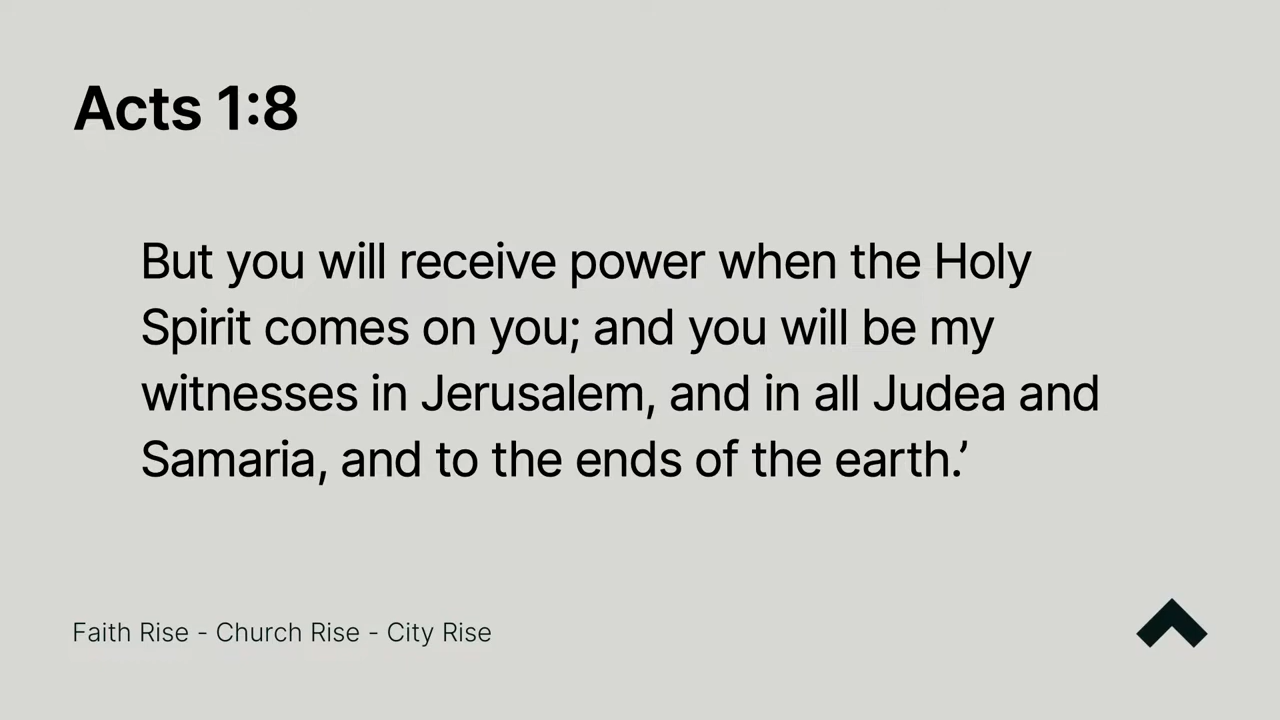 Acts 1:8
But you will receive power when the Holy
Spirit comes on you; and you will be my
witnesses in Jerusalem, and in all Judea and
Samaria, and to the ends of the earth.’
Faith Rise - Church Rise - City Rise